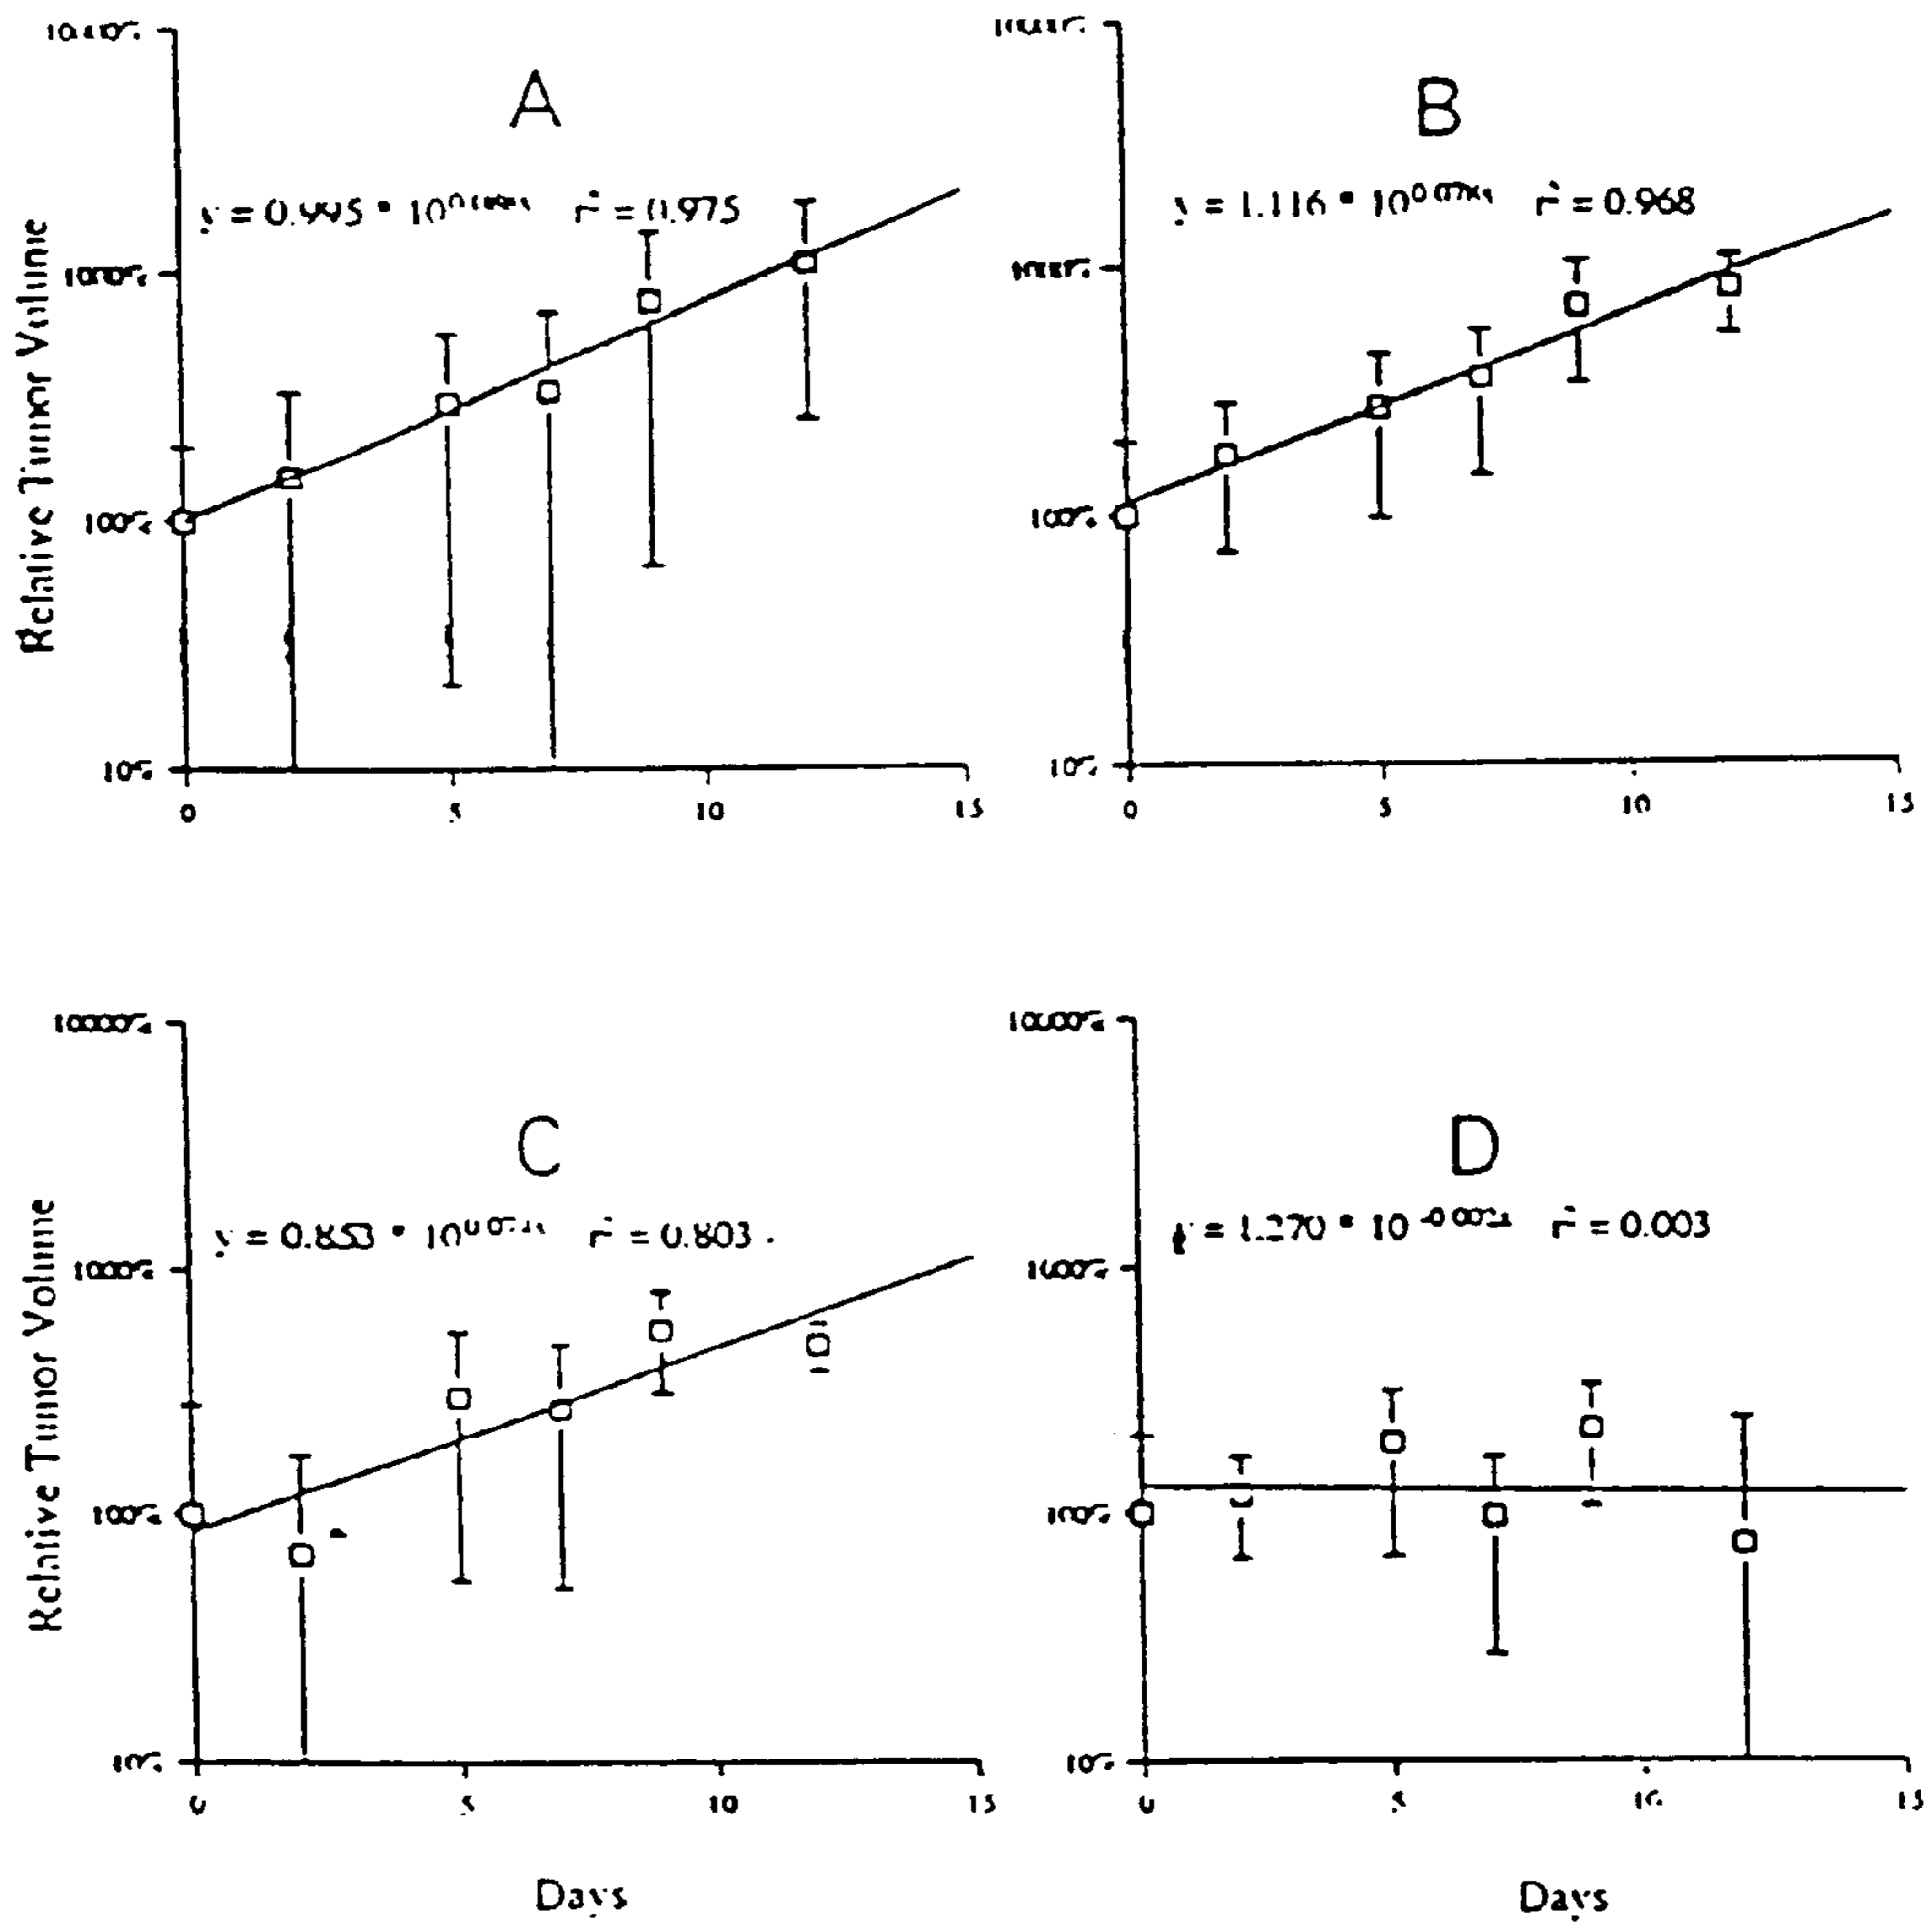 A
B
y = 0.995 * 10 r² = 0.975
y = 1.116 * 10 r² = 0.968
Relative Tumor Volume
10000%
1000%
100%
10%
0 5 10 15
1000%
100%
10%
0 5 10 15
C
D
y = 0.853 * 10 r² = 0.803
y = 1.270 * 10 r² = 0.003
Relative Tumor Volume
10000%
1000%
100%
10%
0 5 10 15
Days
10000%
1000%
100%
10%
0 5 10 15
Days